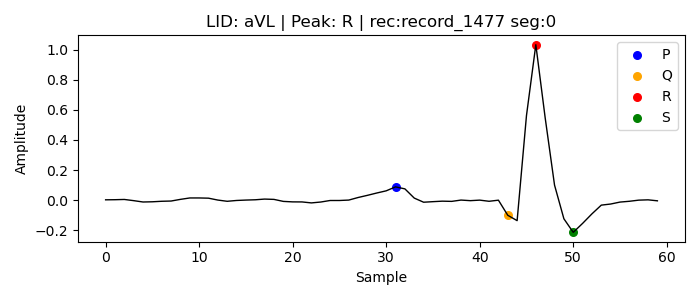 LID: aVL | Peak: R | rec:record_1477 seg:0
Amplitude
1.0
0.8
0.6
0.4
0.2
0.0
−0.2
P
Q
R
S
0 10 20 30 40 50 60
Sample